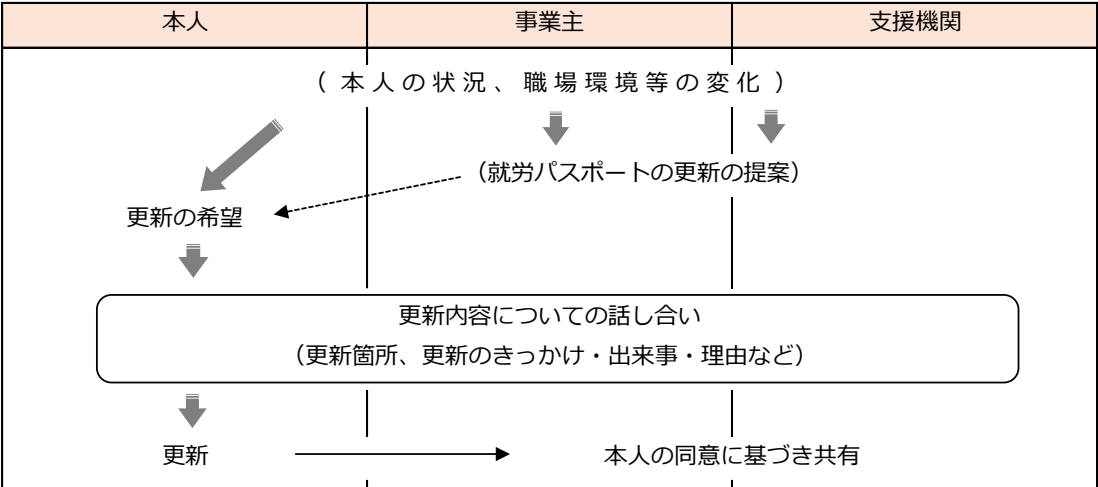 本人
事業主
支援機関
（ 本 人 の 状 況 、 職 場 環 境 等 の 変 化 ）
（就労パスポートの更新の提案）
更新の希望
更新内容についての話し合い
（更新箇所、更新のきっかけ・出来事・理由など）
更新
本人の同意に基づき共有